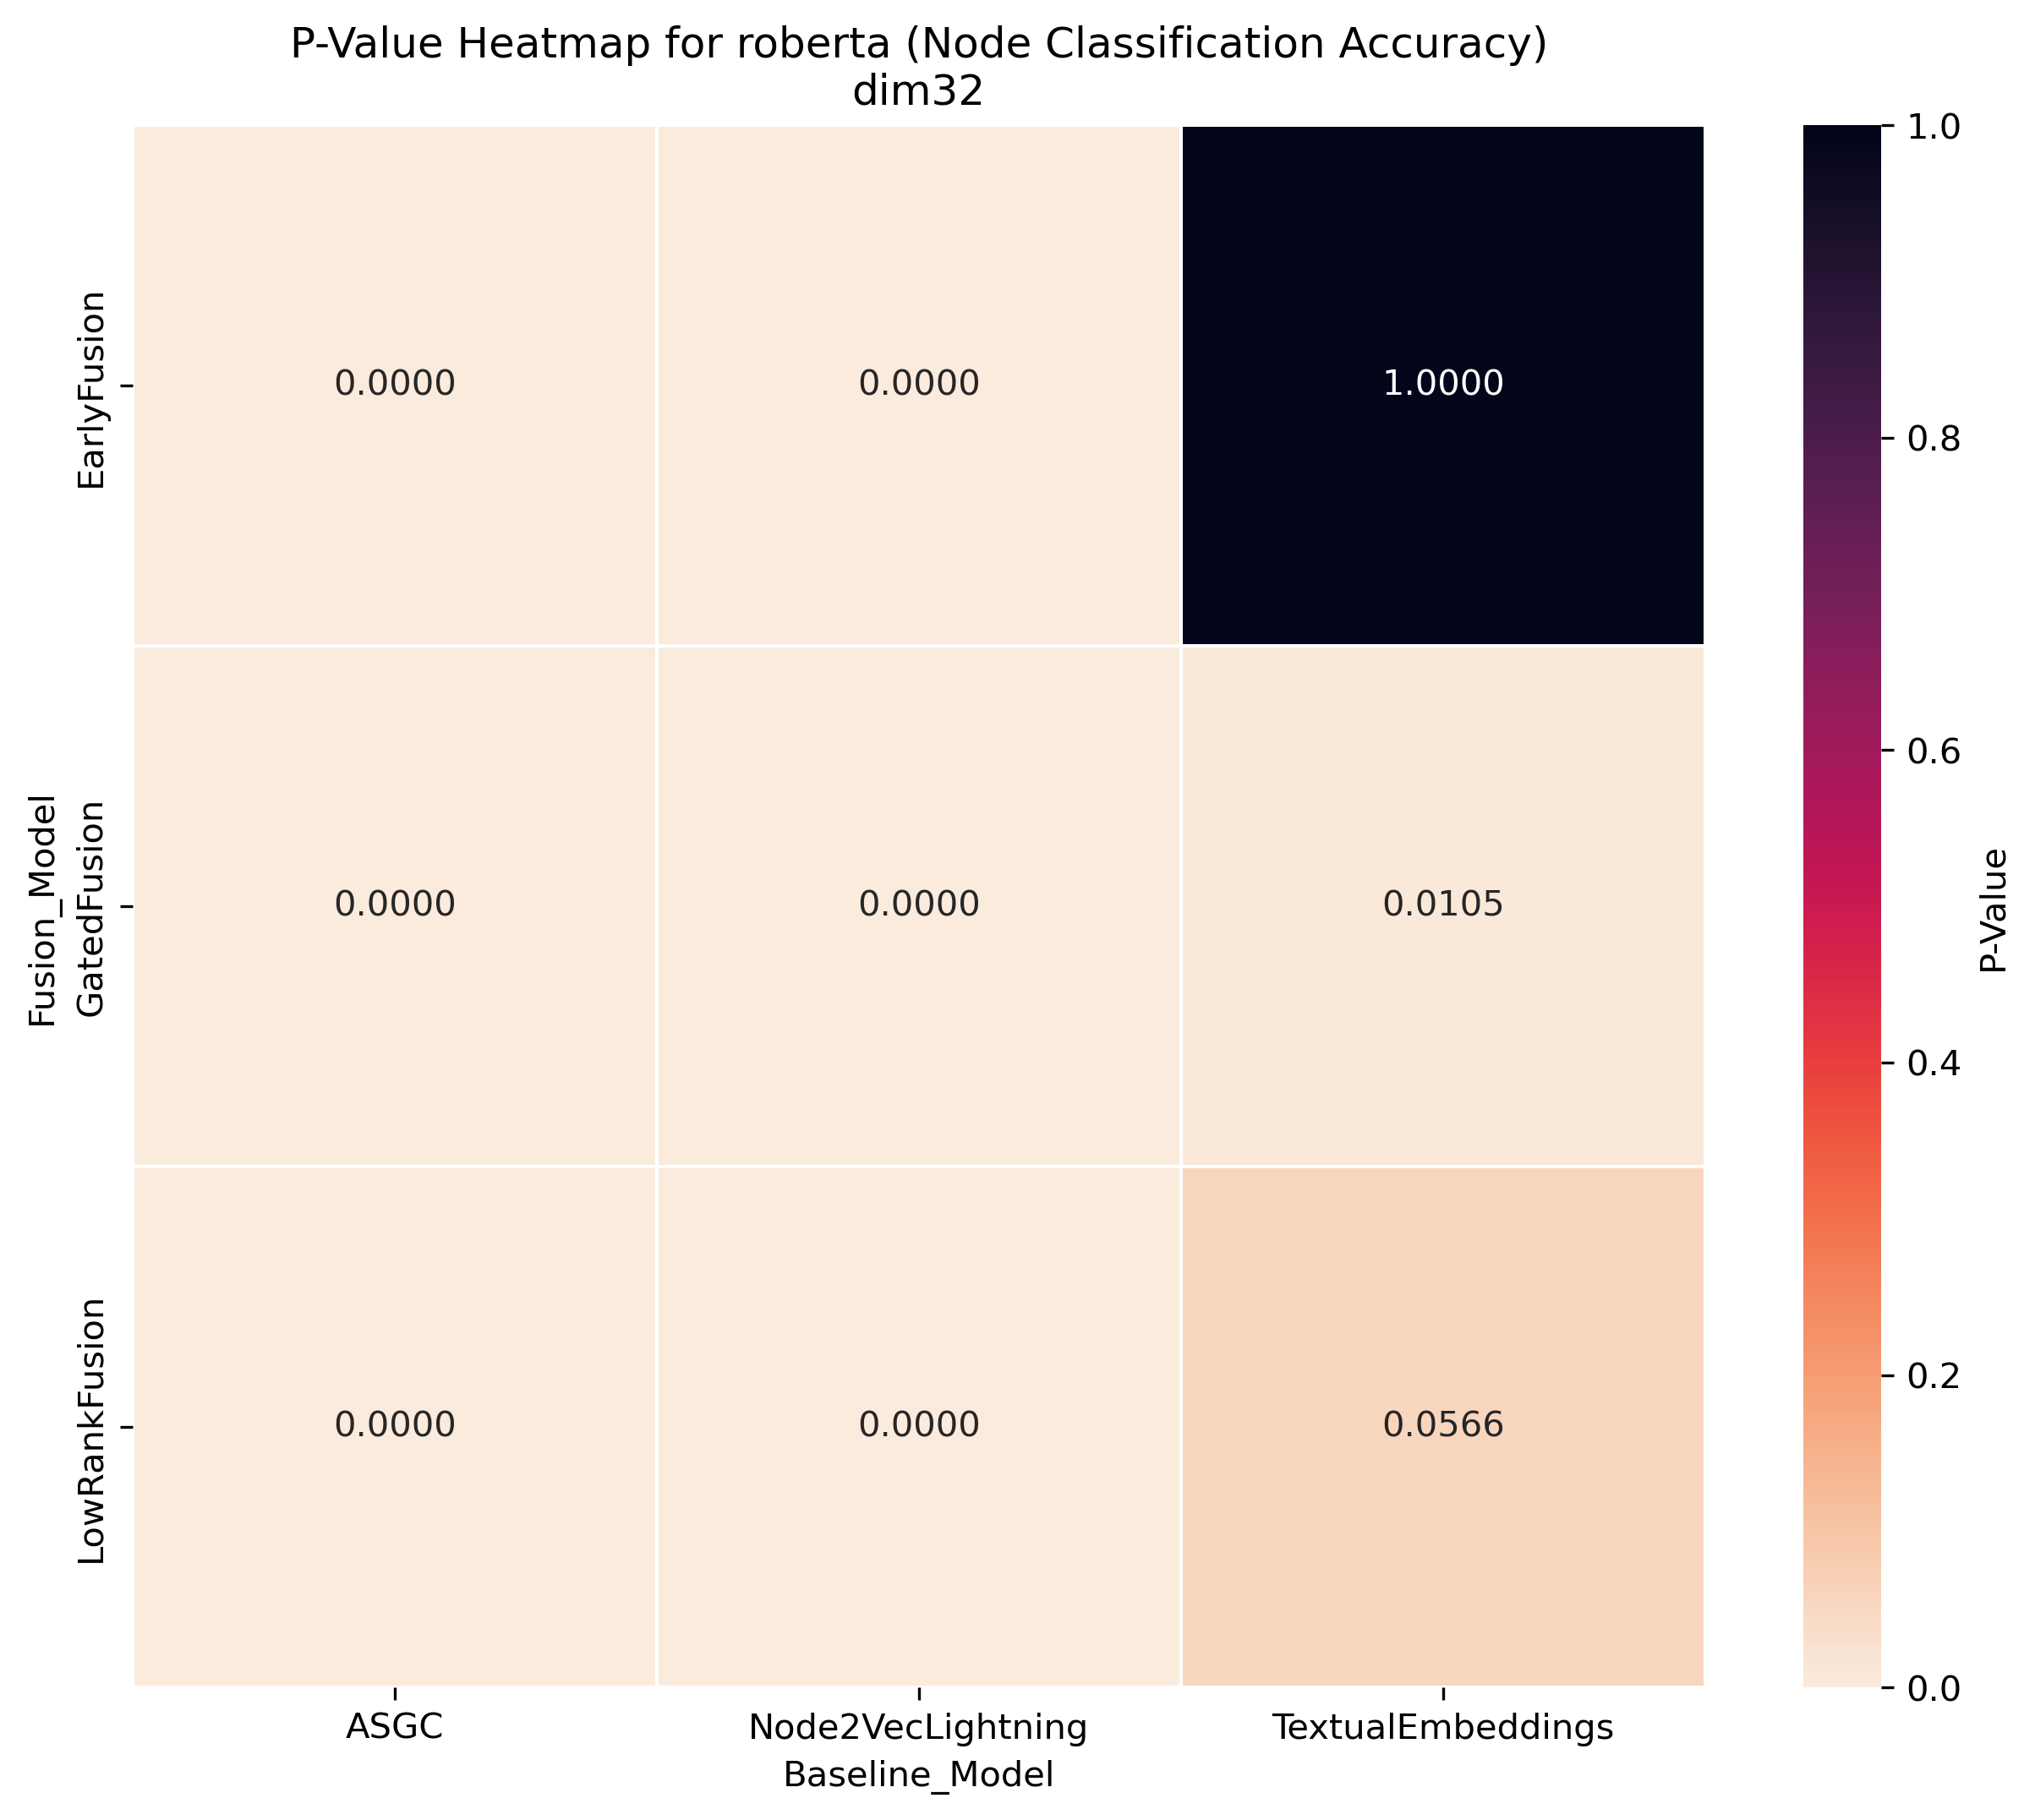 P-Value Heatmap for roberta (Node Classification Accuracy)
dim32
Fusion_Model
EarlyFusion
0.0000 0.0000 1.0000
GatedFusion
0.0000 0.0000 0.0105
LowRankFusion
0.0000 0.0000 0.0566
ASGC Node2VecLightning TextualEmbeddings
Baseline_Model
1.0
0.8
0.6
0.4
0.2
0.0
P-Value